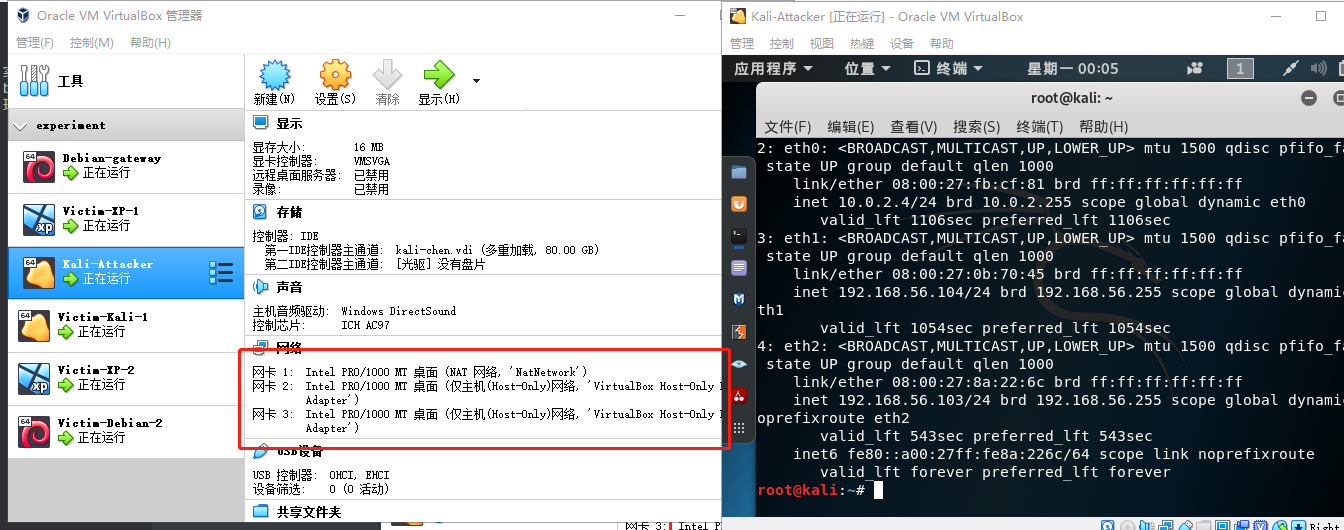 Oracle VM VirtualBox 管理器
管理(F) 控制(M) 帮助(H)
工具
experiment
Debian-gateway
正在运行
Victim-XP-1
正在运行
Kali-Attacker
正在运行
Victim-Kali-1
正在运行
Victim-XP-2
正在运行
Victim-Debian-2
正在运行
新建(N) 设置(S) 清除 显示(H)
显示
显存大小: 16 MB
显卡控制器: VMSVGA
远程桌面服务器: 已禁用
录像: 已禁用
存储
控制器: IDE
第一IDE控制器主通道: kali-chen.vdi (多重加载, 80.00 GB)
第二IDE控制器主通道: [光驱] 没有盘片
声音
主机音频驱动: Windows DirectSound
控制芯片: ICH AC97
网络
网卡 1: Intel PRO/1000 MT 桌面 (NAT 网络, 'NatNetwork')
网卡 2: Intel PRO/1000 MT 桌面 (仅主机(Host-Only)网络, 'VirtualBox Host-Only
Adapter')
网卡 3: Intel PRO/1000 MT 桌面 (仅主机(Host-Only)网络, 'VirtualBox Host-Only
Adapter')
USB设备
USB 控制器: OHCI, EHCI
设备筛选: 0 (0 活动)
共享文件夹
网卡 3: Intel
Kali-Attacker [正在运行] - Oracle VM VirtualBox
管理 控制 视图 热键 设备 帮助
应用程序 位置 终端 星期一 00:05 1
root@kali: ~
文件(F) 编辑(E) 查看(V) 搜索(S) 终端(T) 帮助(H)
2: eth0: <BROADCAST,MULTICAST,UP,LOWER_UP> mtu 1500 qdisc pfifo_fa
state UP group default qlen 1000
link/ether 08:00:27:fb:cf:81 brd ff:ff:ff:ff:ff:ff
inet 10.0.2.4/24 brd 10.0.2.255 scope global dynamic eth0
valid_lft 1106sec preferred_lft 1106sec
3: eth1: <BROADCAST,MULTICAST,UP,LOWER_UP> mtu 1500 qdisc pfifo_fa
state UP group default qlen 1000
link/ether 08:00:27:0b:70:45 brd ff:ff:ff:ff:ff:ff
inet 192.168.56.104/24 brd 192.168.56.255 scope global dynamic
th1
valid_lft 1054sec preferred_lft 1054sec
4: eth2: <BROADCAST,MULTICAST,UP,LOWER_UP> mtu 1500 qdisc pfifo_fa
state UP group default qlen 1000
link/ether 08:00:27:8a:22:6c brd ff:ff:ff:ff:ff:ff
inet 192.168.56.103/24 brd 192.168.56.255 scope global dynamic
oprefixroute eth2
valid_lft 543sec preferred_lft 543sec
inet6 fe80::a00:27ff:fe8a:226c/64 scope link noprefixroute
valid_lft forever preferred_lft forever
root@kali:~#
Right